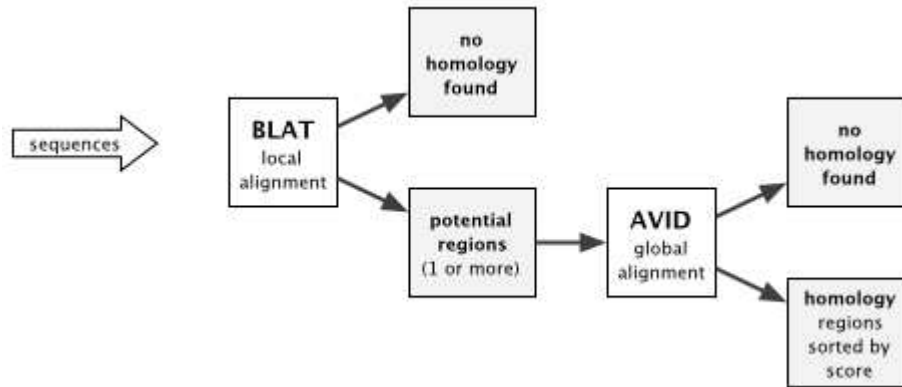 sequences
BLAT
local
alignment
no
homology
found
potential
regions
(1 or more)
AVID
global
alignment
no
homology
found
homology
regions
sorted by
score